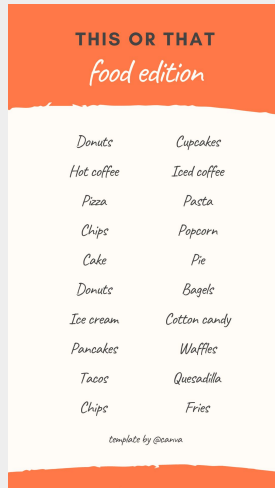 THIS OR THAT
food edition
Donuts Cupcakes
Hot coffee Iced coffee
Pizza Pasta
Chips Popcorn
Cake Pie
Donuts Bagels
Ice cream Cotton candy
Pancakes Waffles
Tacos Quesadilla
Chips Fries
template by @canva